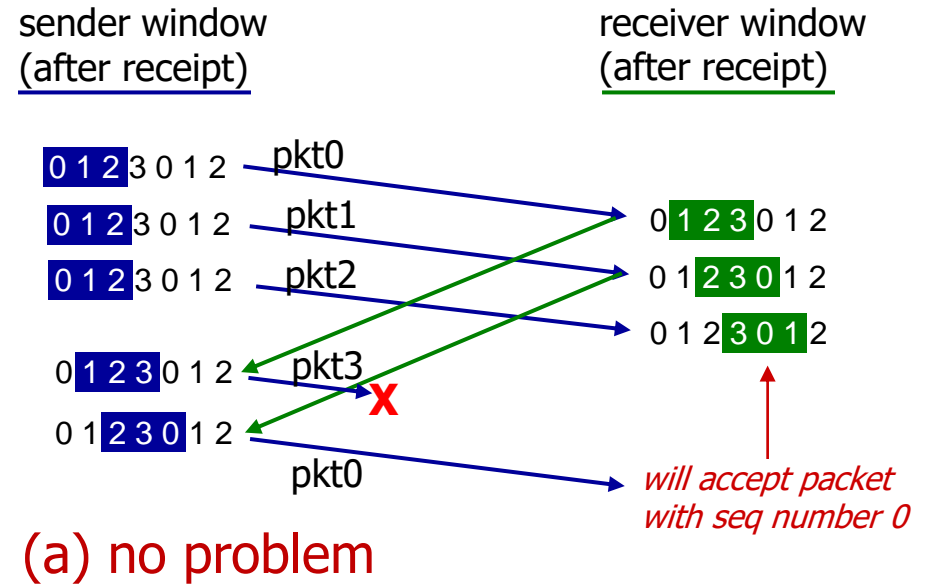 sender window
(after receipt)
receiver window
(after receipt)
0 1 2 3 0 1 2
pkt0
0 1 2 3 0 1 2
pkt1
0 1 2 3 0 1 2
0 1 2 3 0 1 2
pkt2
0 1 2 3 0 1 2
0 1 2 3 0 1 2
0 1 2 3 0 1 2
pkt3
X
0 1 2 3 0 1 2
pkt0
will accept packet
with seq number 0
(a) no problem